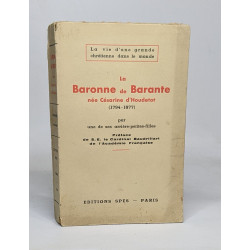 La vie d'une grande
chrétienne dans le monde
La
Baronne de Barante
née Césarine d'Houdetot
(1794-1877)
par
une de ses arrière-petites-filles
Préface
de S. E. le Cardinal Baudrillart
de l'Académie Française
EDITIONS SPES - PARIS